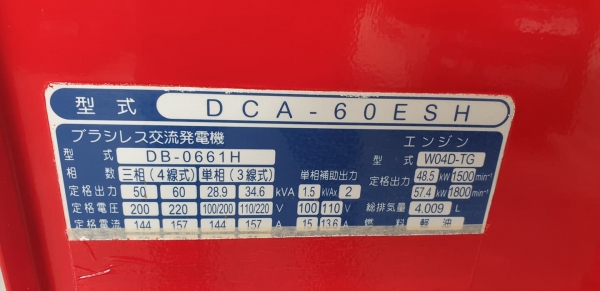 型式 DCA-60ESH
ブラシレス交流発電機 エンジン
型式 DB-0661H 型式 W04D-TG
相数 三相(4線式) 単相(3線式) 単相補助出力 定格出力 48.5 kW 1500 min⁻¹
定格出力 50 60 28.9 34.6 kVA 1.5 kVA× 2 57.4 kW 1800 min⁻¹
定格電圧 200 220 100/200 110/220 V 100 110 V 総排気量 4.009 L
定格電流 144 157 144 157 A 15 13.6 A 燃料 軽油